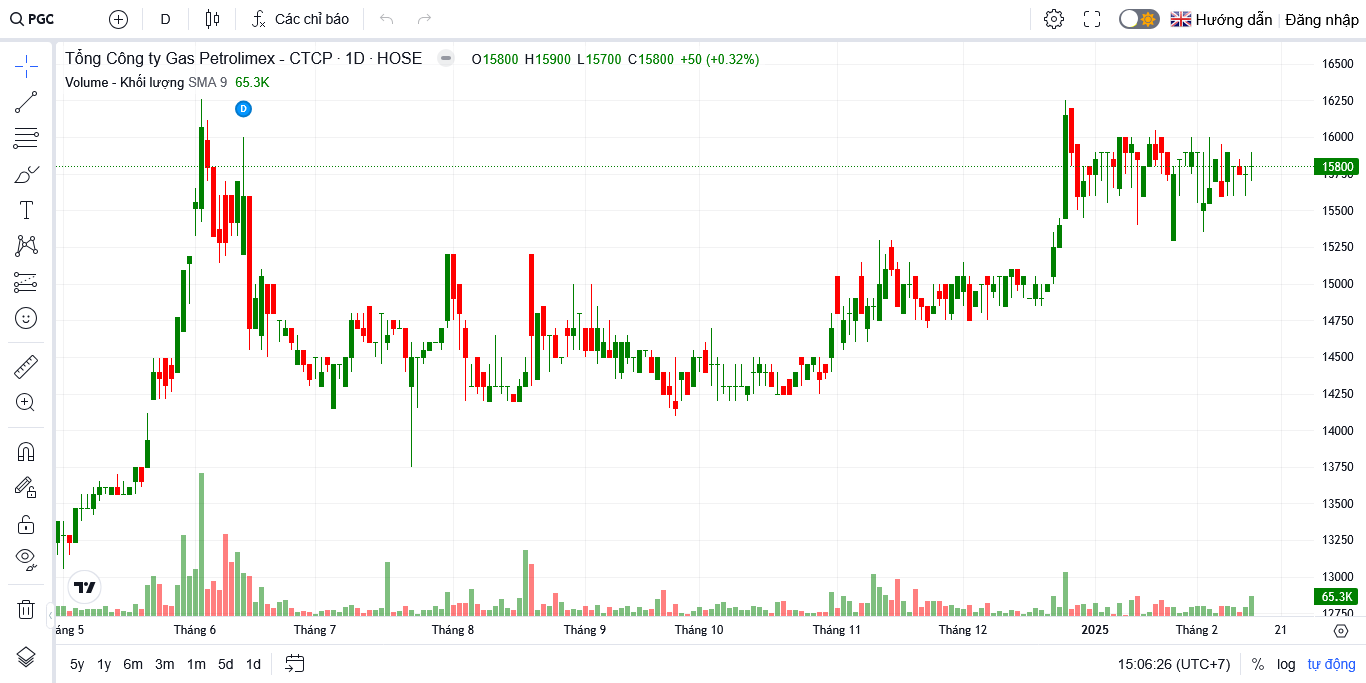 PGC D Các chỉ báo Hướng dẫn Đăng nhập
Tổng Công ty Gas Petrolimex - CTCP · 1D · HOSE O15800 H15900 L15700 C15800 +50 (+0.32%)
Volume - Khối lượng SMA 9 65.3K
D
16500
16250
16000
15800
15750
15500
15250
15000
14750
14500
14250
14000
13750
13500
13250
13000
65.3K
12750
áng 5 Tháng 6 Tháng 7 Tháng 8 Tháng 9 Tháng 10 Tháng 11 Tháng 12 2025 Tháng 2 21
5y 1y 6m 3m 1m 5d 1d 15:06:26 (UTC+7) % log tự động